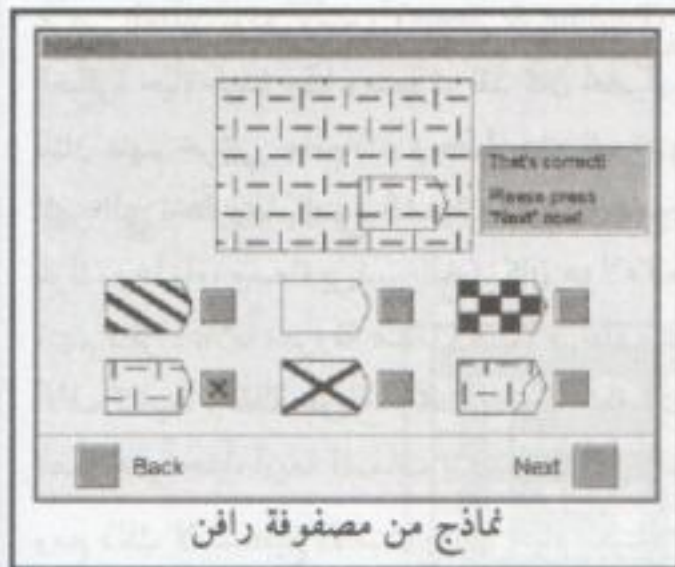 That's correct!
Please press
"Next" now!
Back
Next
نماذج من مصفوفة رافن